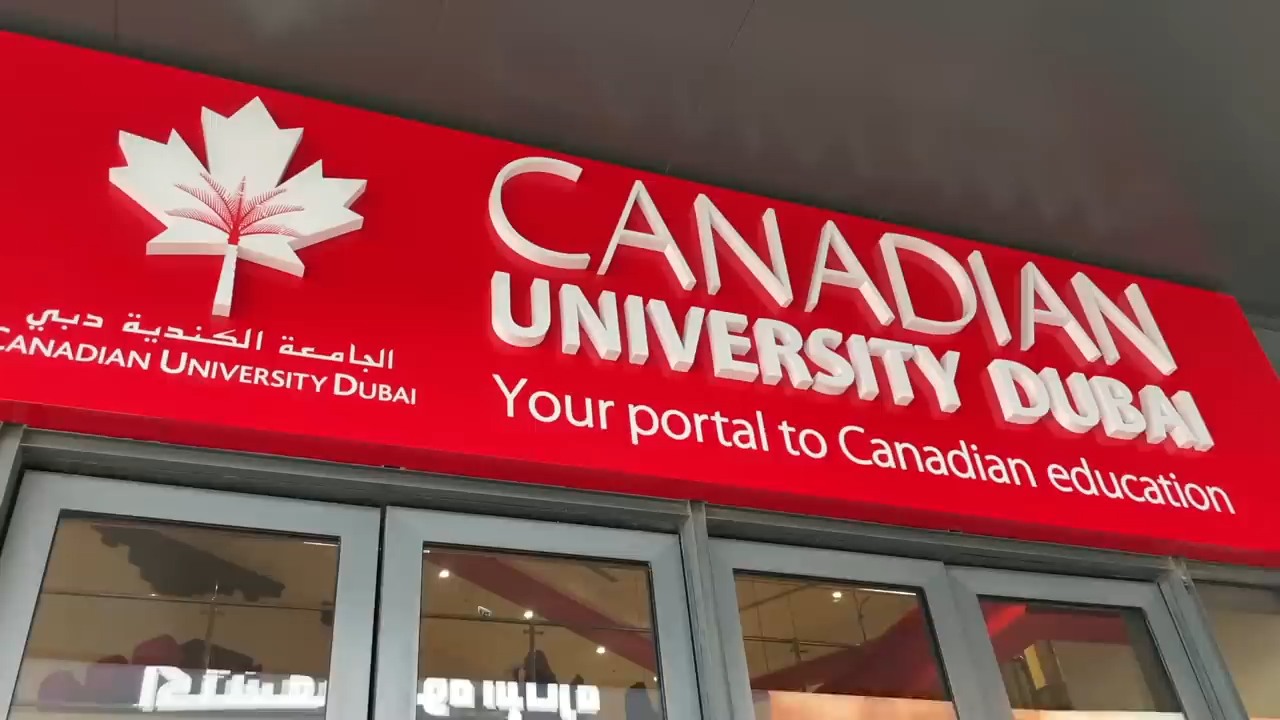 الجامعة الكندية دبي
CANADIAN UNIVERSITY DUBAI
CANADIAN
UNIVERSITY DUBAI
Your portal to Canadian education